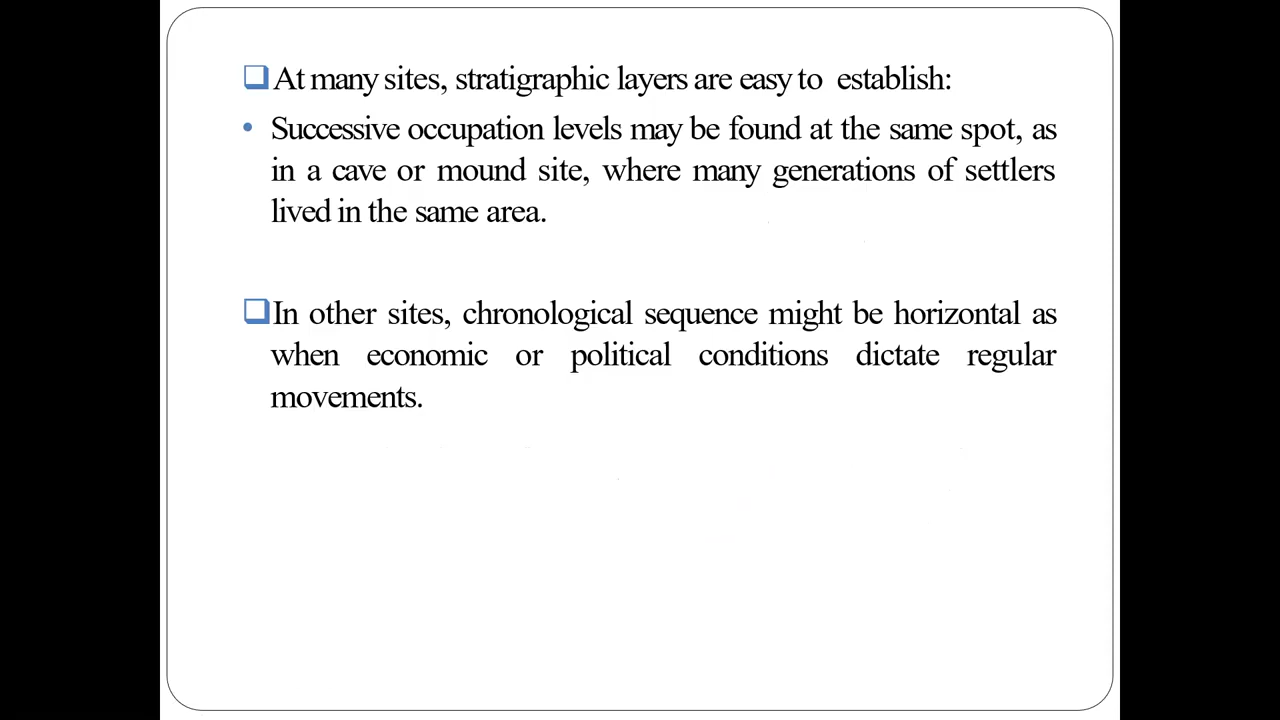 ❑At many sites, stratigraphic layers are easy to establish:
• Successive occupation levels may be found at the same spot, as
in a cave or mound site, where many generations of settlers
lived in the same area.
❑In other sites, chronological sequence might be horizontal as
when economic or political conditions dictate regular
movements.